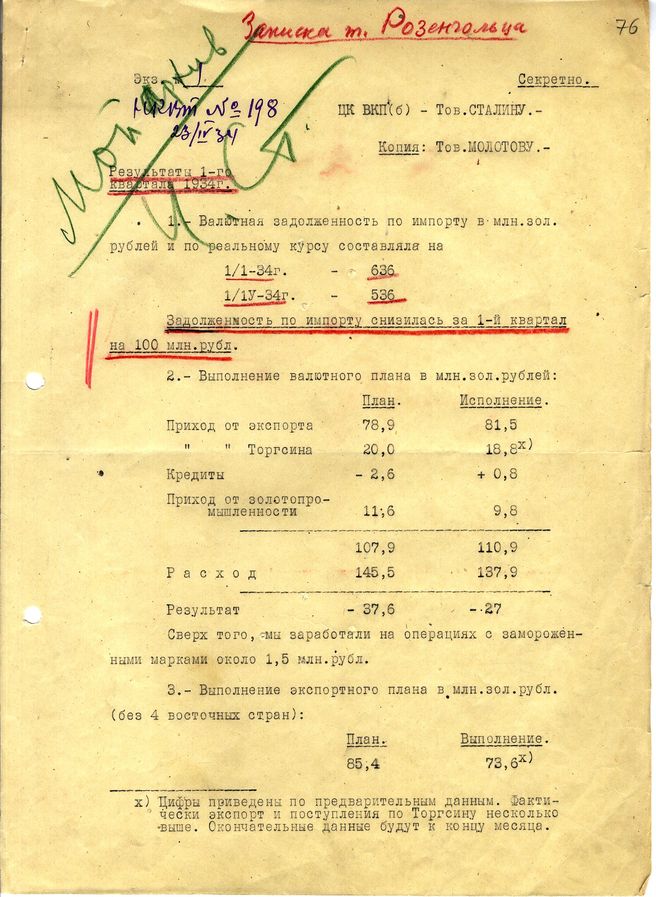 Записка т. Розенгольца
76
Экз. 1
Секретно.
Мой архив
И. Ст.
НКВТ № 198
23/IV 34
ЦК ВКП(б) - Тов.СТАЛИНУ.-
Копия: Тов.МОЛОТОВУ.-
Результаты 1-го
квартала 1934г.
1.- Валютная задолженность по импорту в млн.зол.
рублей и по реальному курсу составляла на
1/1-34г. - 636
1/1У-34г. - 536
Задолженность по импорту снизилась за 1-й квартал
на 100 млн.рубл.
2.- Выполнение валютного плана в млн.зол.рублей:
План. Исполнение.
Приход от экспорта 78,9 81,5
" " Торгсина 20,0 18,8х)
Кредиты - 2,6 + 0,8
Приход от золотопро-
мышленности 11,6 9,8
107,9 110,9
Р а с х о д 145,5 137,9
Результат - 37,6 - 27
Сверх того, мы заработали на операциях с заморожен-
ными марками около 1,5 млн.рубл.
3.- Выполнение экспортного плана в млн.зол.рубл.
(без 4 восточных стран):
План. Выполнение.
85,4 73,6х)
х) Цифры приведены по предварительным данным. Факти-
чески экспорт и поступления по Торгсину несколько
выше. Окончательные данные будут к концу месяца.